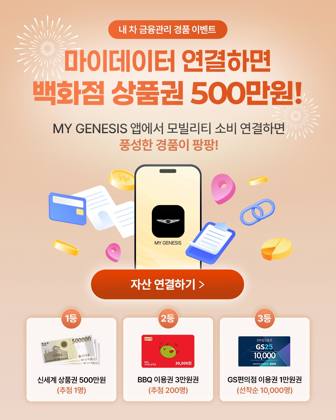 내 차 금융관리 경품 이벤트
마이데이터 연결하면
백화점 상품권 500만원!
MY GENESIS 앱에서 모빌리티 소비 연결하면
풍성한 경품이 팡팡!
MY GENESIS
자산 연결하기 >
1등
2등
3등
500000
30,000원
GS25
10,000
신세계 상품권 500만원
(추첨 1명)
BBQ 이용권 3만원권
(추첨 200명)
GS편의점 이용권 1만원권
(선착순 10,000명)